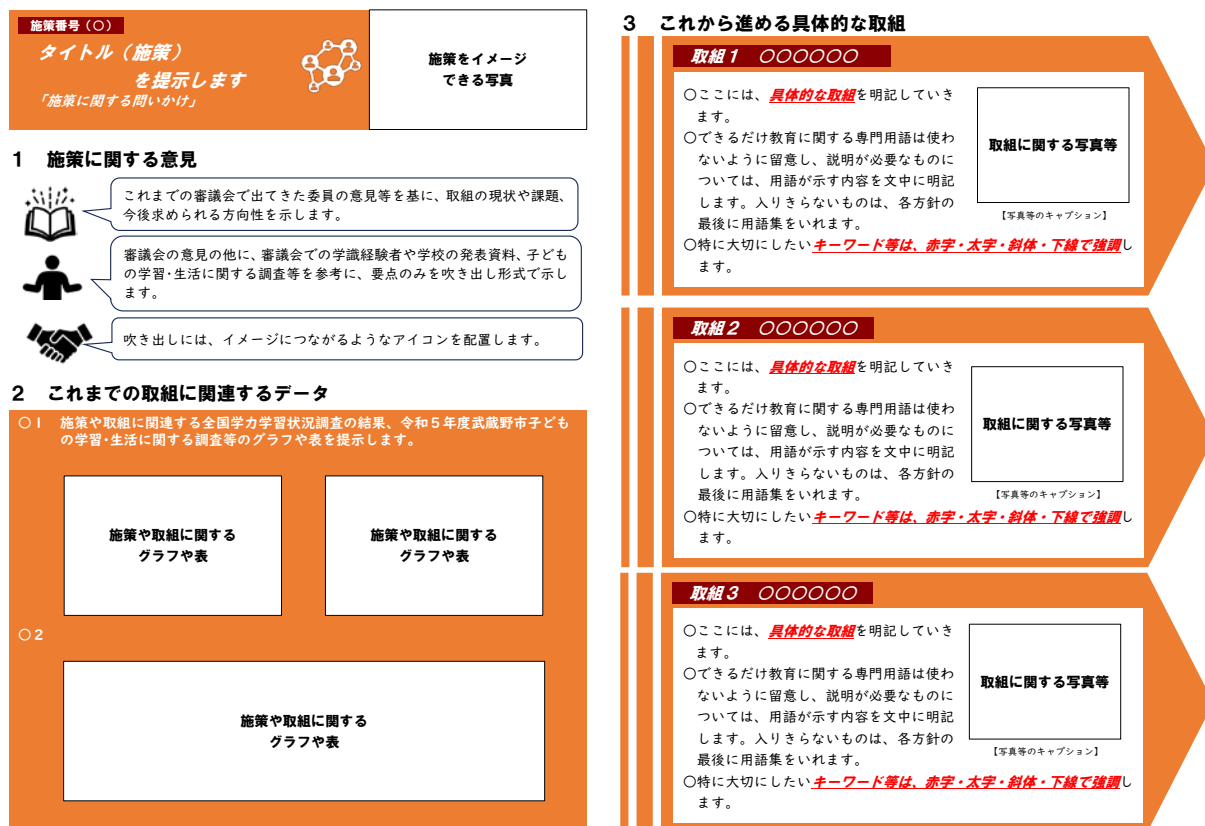 施策番号（○）
タイトル（施策）
を提示します
「施策に関する問いかけ」
施策をイメージ
できる写真
１　施策に関する意見
これまでの審議会で出てきた委員の意見等を基に、取組の現状や課題、
今後求められる方向性を示します。
審議会の意見の他に、審議会での学識経験者や学校の発表資料、子ども
の学習・生活に関する調査等を参考に、要点のみを吹き出し形式で示し
ます。
吹き出しには、イメージにつながるようなアイコンを配置します。
２　これまでの取組に関連するデータ
○１　施策や取組に関連する全国学力学習状況調査の結果、令和５年度武蔵野市子ども
の学習・生活に関する調査等のグラフや表を提示します。
施策や取組に関する
グラフや表
施策や取組に関する
グラフや表
○２
施策や取組に関する
グラフや表
３　これから進める具体的な取組
取組１　○○○○○○
○ここには、具体的な取組を明記していき
ます。
○できるだけ教育に関する専門用語は使わ
ないように留意し、説明が必要なものに
ついては、用語が示す内容を文中に明記
します。入りきらないものは、各方針の
最後に用語集をいれます。
○特に大切にしたいキーワード等は、赤字・太字・斜体・下線で強調し
ます。
取組に関する写真等
【写真等のキャプション】
取組２　○○○○○○
○ここには、具体的な取組を明記していき
ます。
○できるだけ教育に関する専門用語は使わ
ないように留意し、説明が必要なものに
ついては、用語が示す内容を文中に明記
します。入りきらないものは、各方針の
最後に用語集をいれます。
○特に大切にしたいキーワード等は、赤字・太字・斜体・下線で強調し
ます。
取組に関する写真等
【写真等のキャプション】
取組３　○○○○○○
○ここには、具体的な取組を明記していき
ます。
○できるだけ教育に関する専門用語は使わ
ないように留意し、説明が必要なものに
ついては、用語が示す内容を文中に明記
します。入りきらないものは、各方針の
最後に用語集をいれます。
○特に大切にしたいキーワード等は、赤字・太字・斜体・下線で強調し
ます。
取組に関する写真等
【写真等のキャプション】